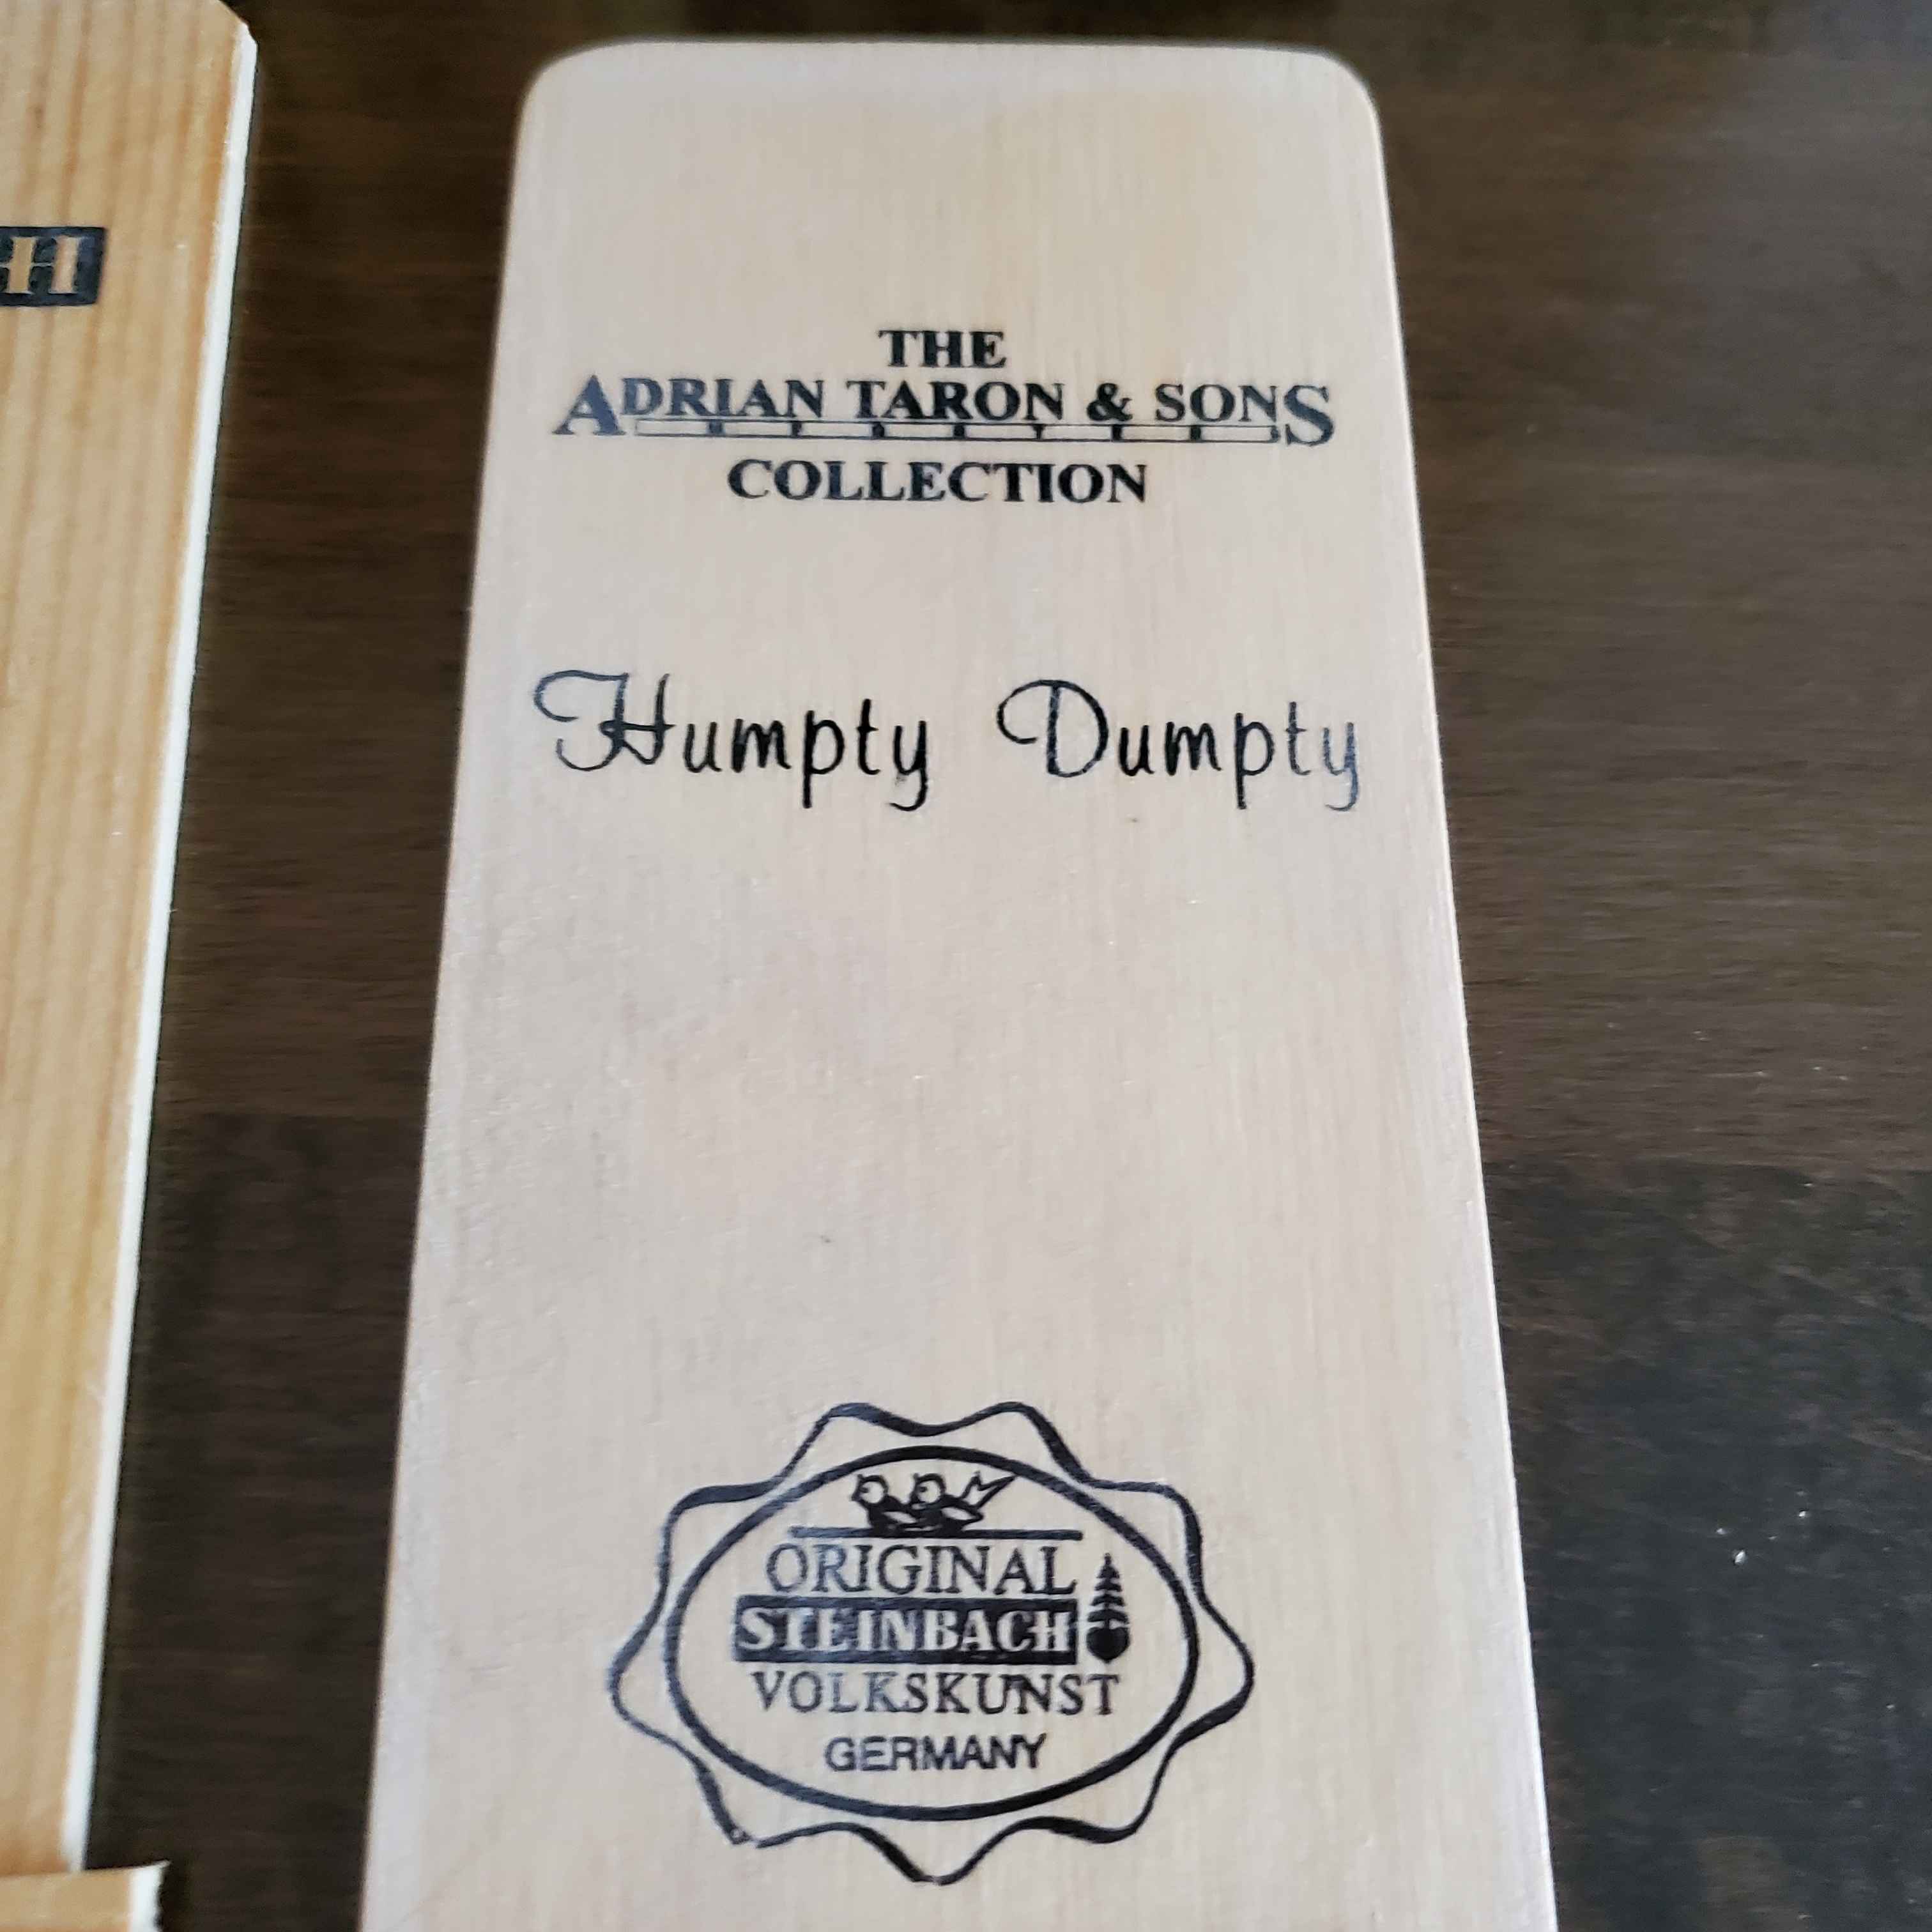 H
THE
ADRIAN TARON & SONS
COLLECTION
Humpty Dumpty
ORIGINAL
STEINBACH
VOLKSKUNST
GERMANY